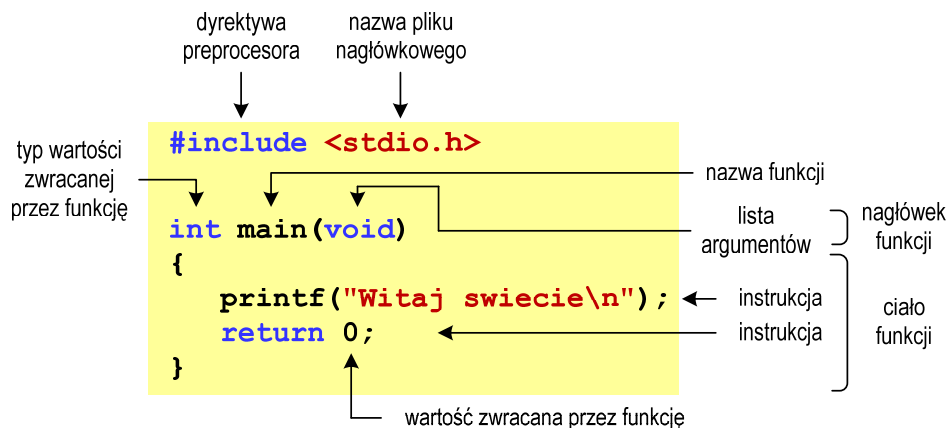 dyrektywa
preprocesora
nazwa pliku
nagłówkowego
#include <stdio.h>
typ wartości
zwracanej
przez funkcję
nazwa funkcji
int main(void)
lista
argumentów
nagłówek
funkcji
{
printf("Witaj swiecie\n");
instrukcja
return 0;
instrukcja
ciało
funkcji
}
wartość zwracana przez funkcję